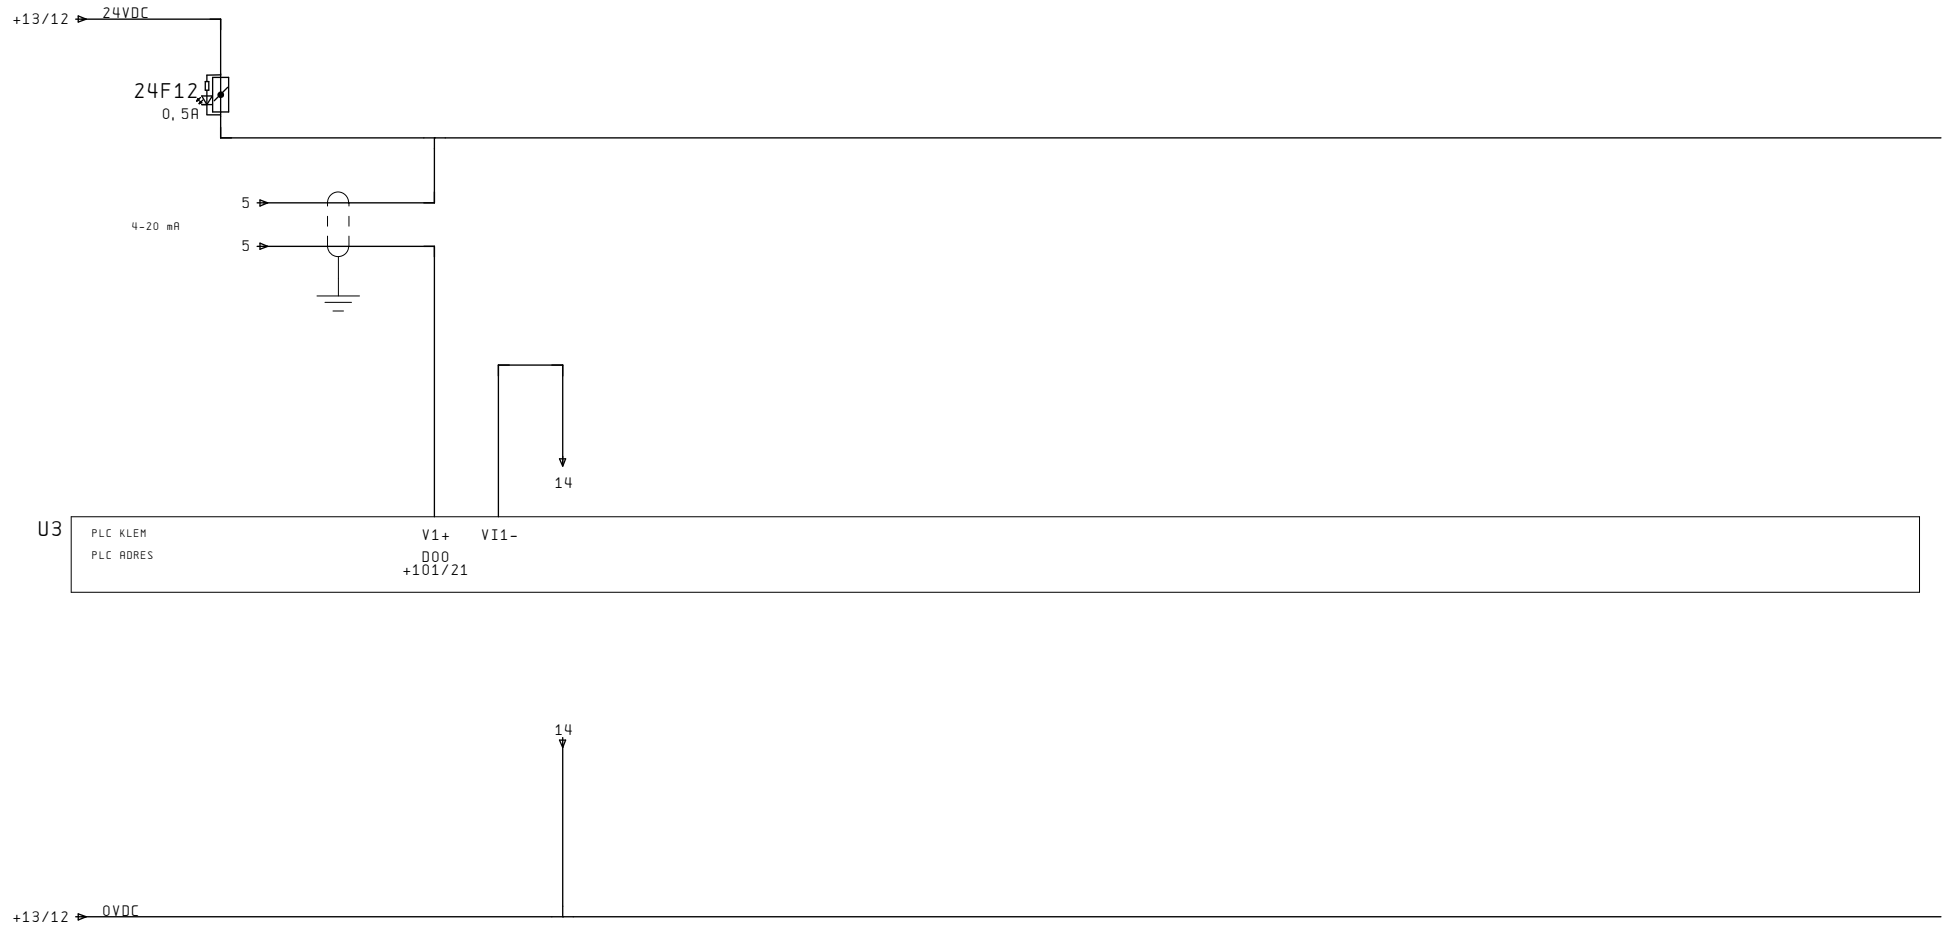 +13/12 24VDC
24F12
0,5A
5
4-20 mA
5
14
U3
PLC KLEM V1+ VI1-
PLC ADRES D00
+101/21
14
+13/12 0VDC